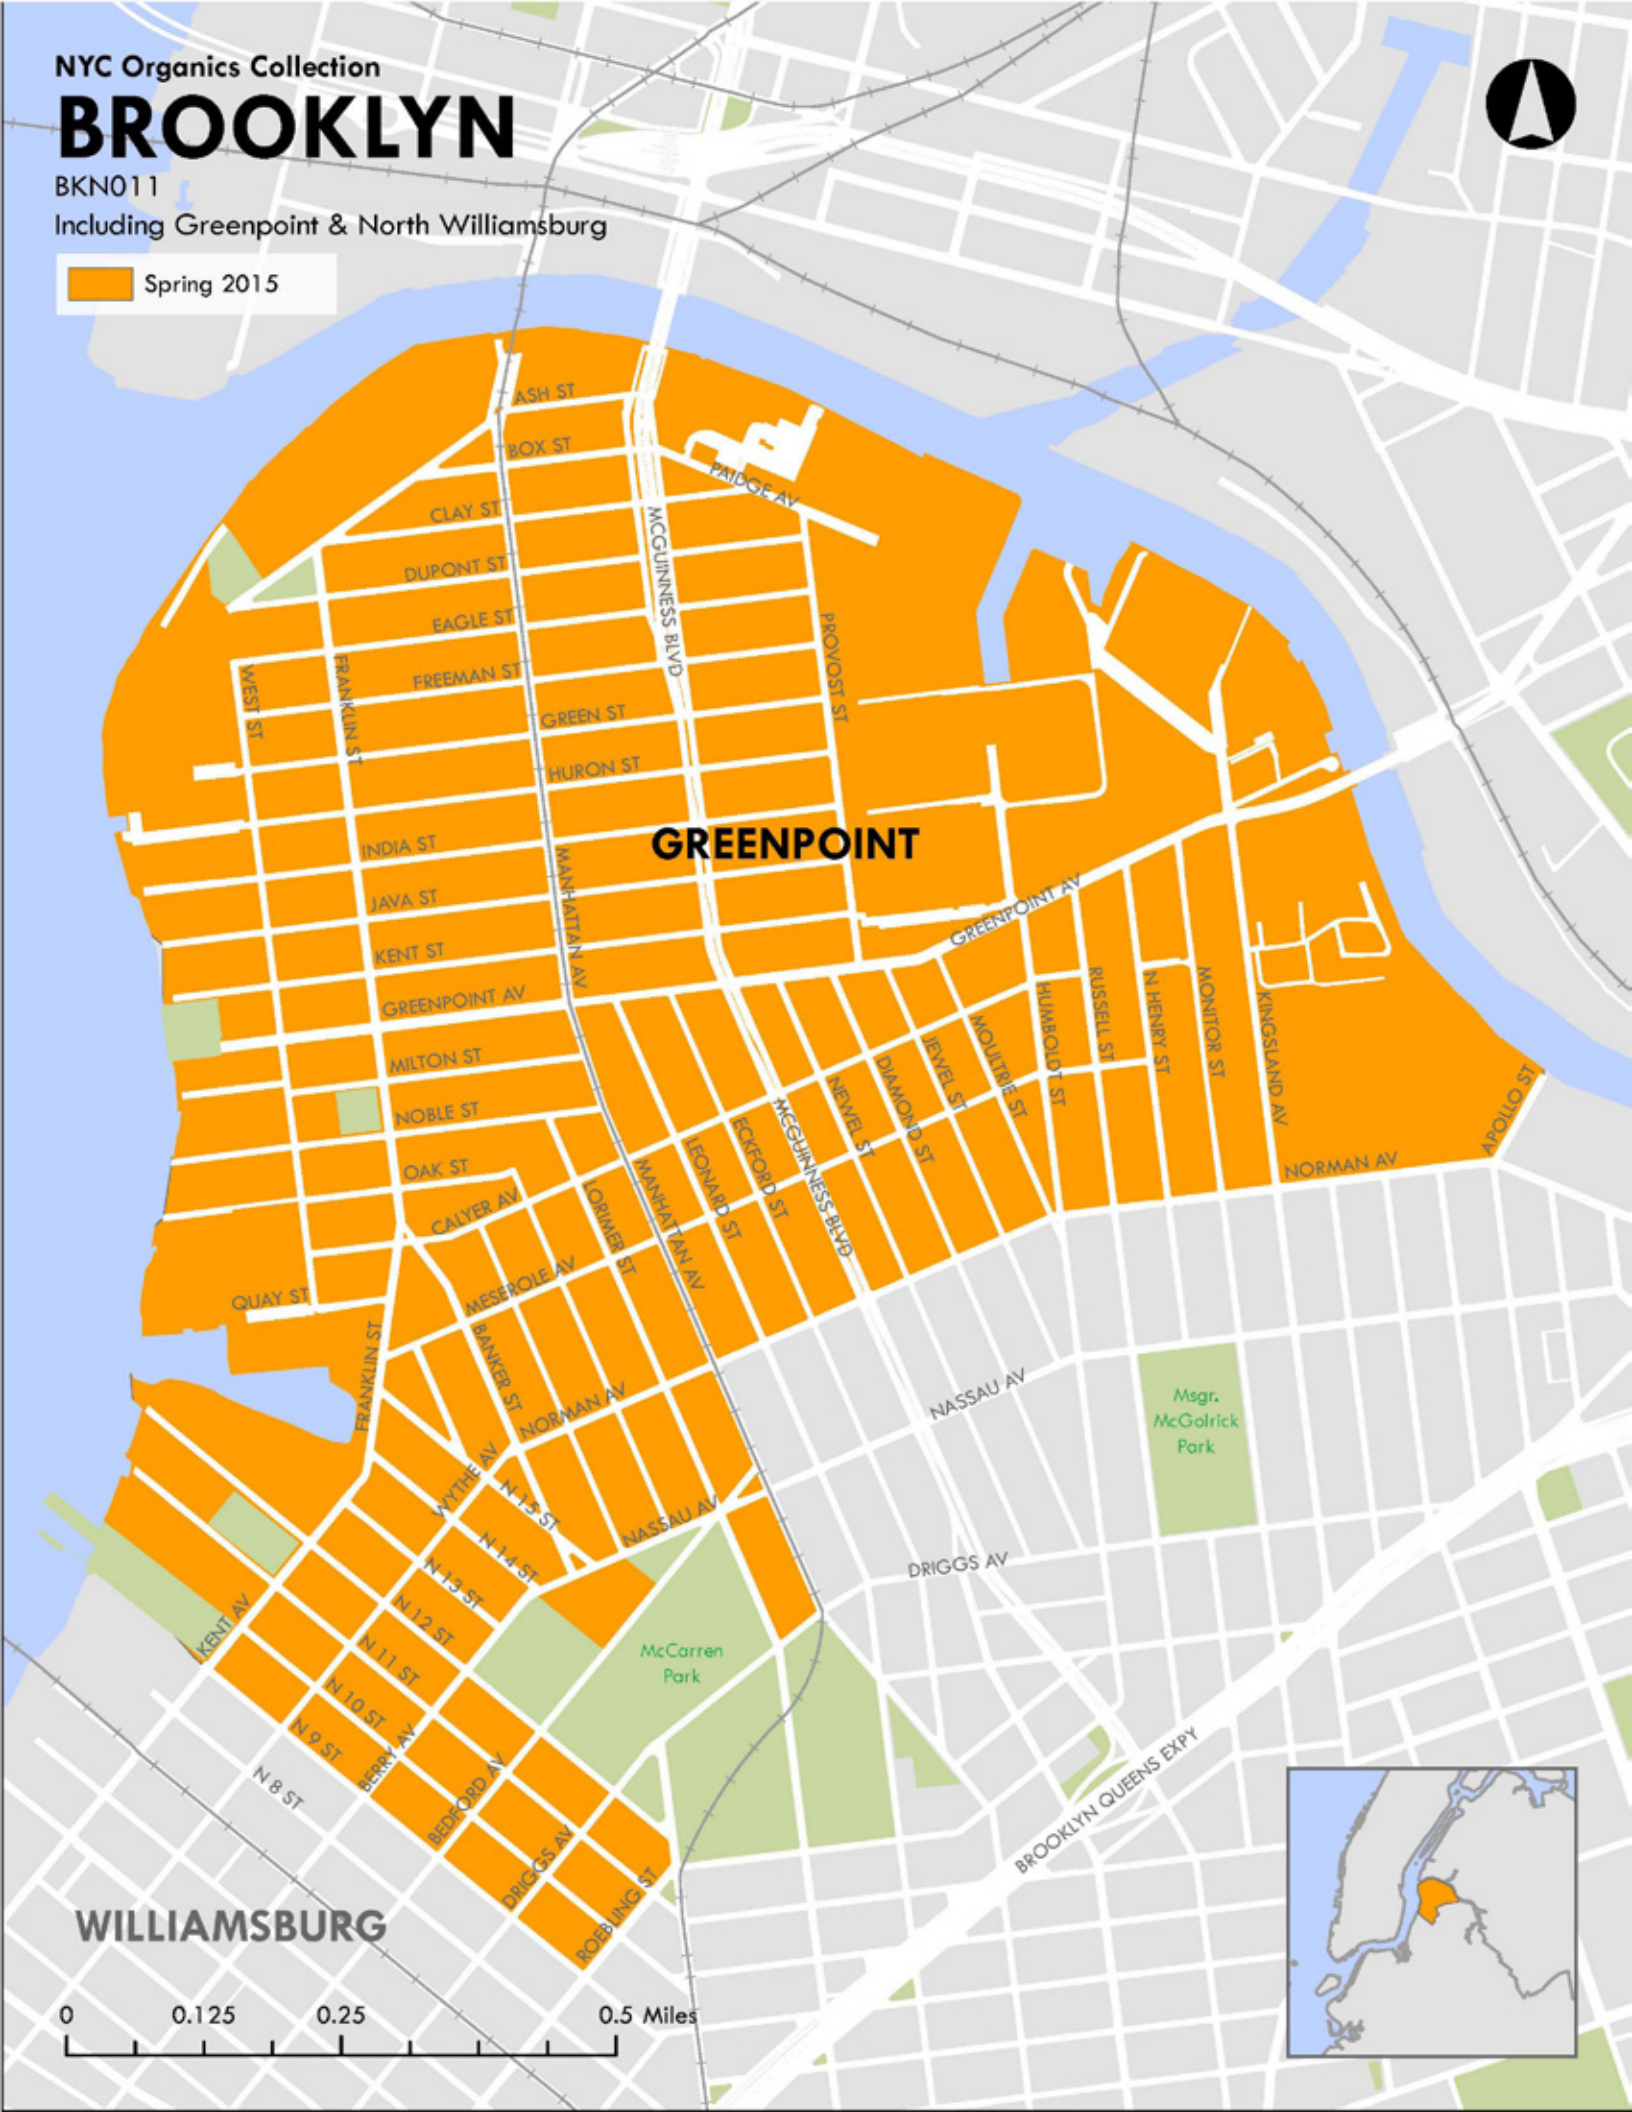 NYC Organics Collection
BROOKLYN
BKN011
Including Greenpoint & North Williamsburg
Spring 2015
ASH ST
BOX ST
PAIDGE AV
CLAY ST
MCGUINNESS BLVD
DUPONT ST
EAGLE ST
PROVOST ST
FREEMAN ST
WEST ST
FRANKLIN ST
GREEN ST
HURON ST
GREENPOINT
INDIA ST
MANHATTAN AV
JAVA ST
GREENPOINT AV
KENT ST
GREENPOINT AV
HUMBOLDT ST
RUSSELL ST
N HENRY ST
MONITOR ST
KINGSLAND AV
MILTON ST
MOULTRIE ST
JEWEL ST
DIAMOND ST
NEWEL ST
APOLLO ST
NOBLE ST
MCGUINNESS BLVD
ECKFORD ST
LEONARD ST
MANHATTAN AV
NORMAN AV
OAK ST
LORIMER ST
CALYER AV
MESEROLE AV
QUAY ST
FRANKLIN ST
BANKER ST
NORMAN AV
NASSAU AV
Msgr.
McGolrick
Park
WYTHE AV
N 15 ST
NASSAU AV
N 14 ST
DRIGGS AV
N 13 ST
N 12 ST
KENT AV
N 11 ST
McCarren
Park
N 10 ST
N 9 ST
BERRY AV
N 8 ST
BEDFORD AV
BROOKLYN QUEENS EXPY
DRIGGS AV
ROEBLING ST
WILLIAMSBURG
0 0.125 0.25 0.5 Miles